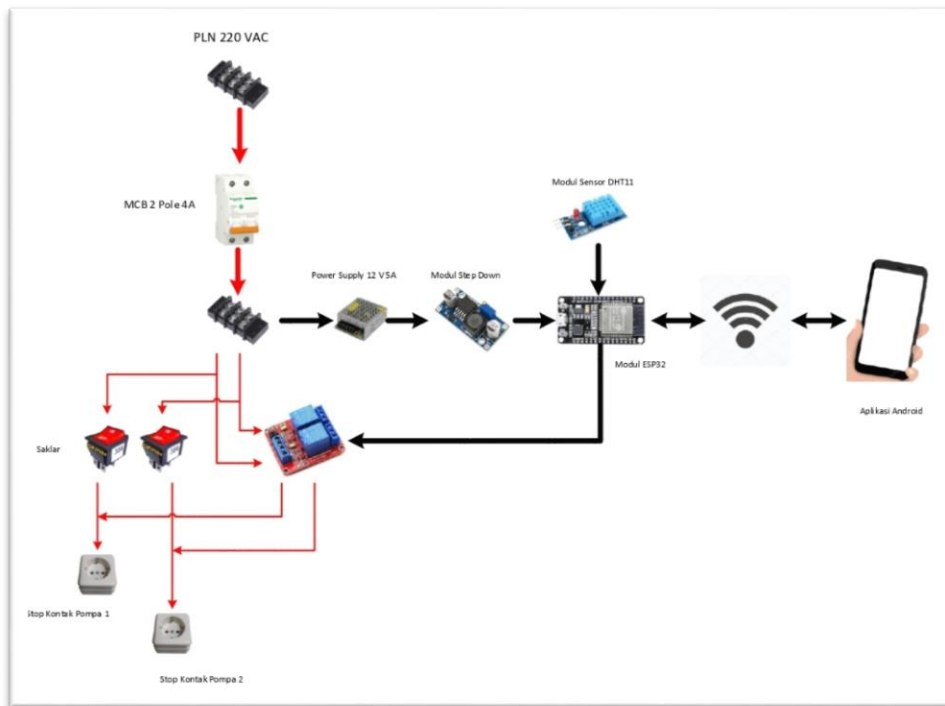 PLN 220 VAC
MCB 2 Pole 4A
Modul Sensor DHT11
Power Supply 12 V 5A
Modul Step Down
Modul ESP32
Aplikasi Android
Saklar
Stop Kontak Pompa 1
Stop Kontak Pompa 2